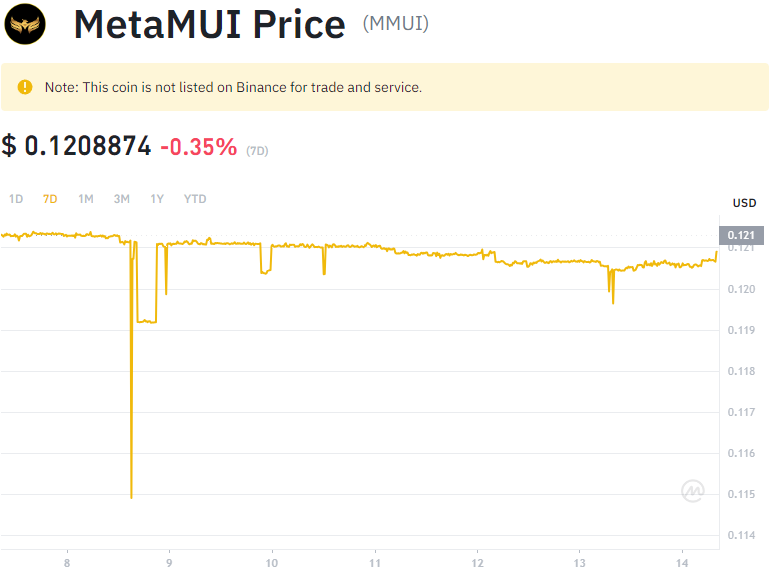 MetaMUI Price (MMUI)
Note: This coin is not listed on Binance for trade and service.
$ 0.1208874 -0.35% (7D)
1D 7D 1M 3M 1Y YTD
USD
0.121
0.121
0.120
0.119
0.118
0.117
0.116
0.115
0.114
8 9 10 11 12 13 14